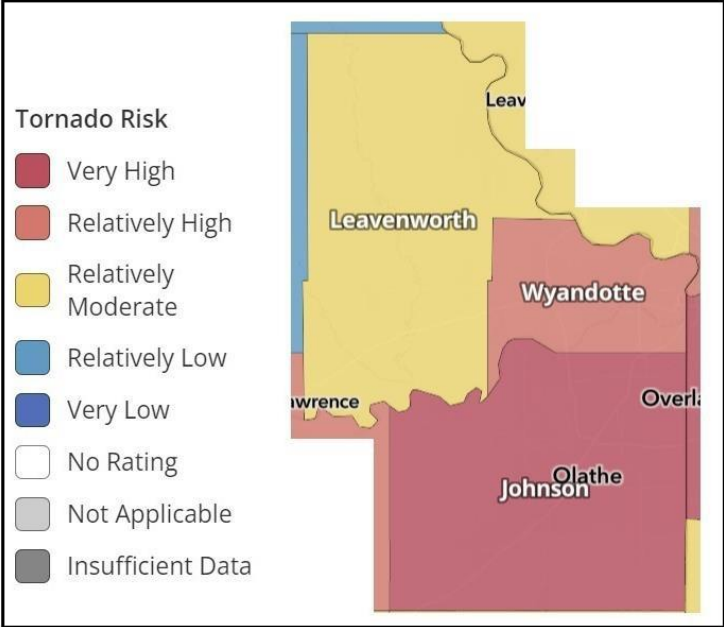 Tornado Risk
Very High
Relatively High
Relatively
Moderate
Relatively Low
Very Low
No Rating
Not Applicable
Insufficient Data
Leav
Leavenworth
Wyandotte
wrence
Overla
Olathe
Johnson